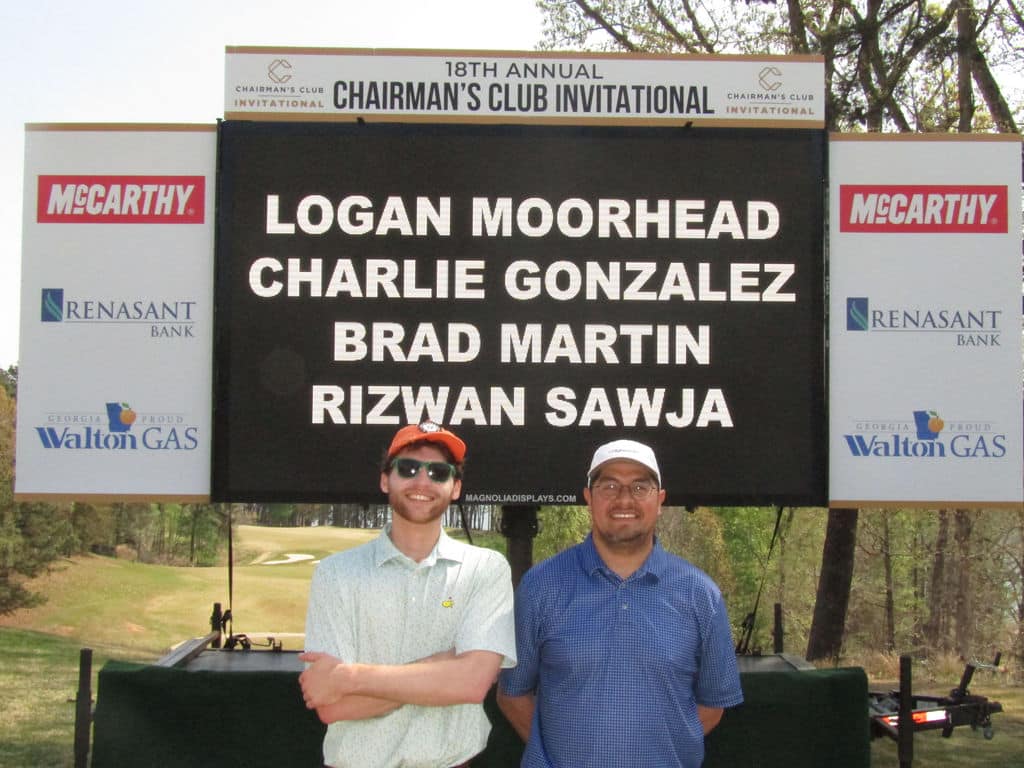 18TH ANNUAL
CHAIRMAN'S CLUB INVITATIONAL
CHAIRMAN'S CLUB
INVITATIONAL
CHAIRMAN'S CLUB
INVITATIONAL
McCARTHY
RENASANT
BANK
GEORGIA PROUD
Walton GAS
LOGAN MOORHEAD
CHARLIE GONZALEZ
BRAD MARTIN
RIZWAN SAWJA
MAGNOLIADISPLAYS.COM
McCARTHY
RENASANT
BANK
GEORGIA PROUD
Walton GAS